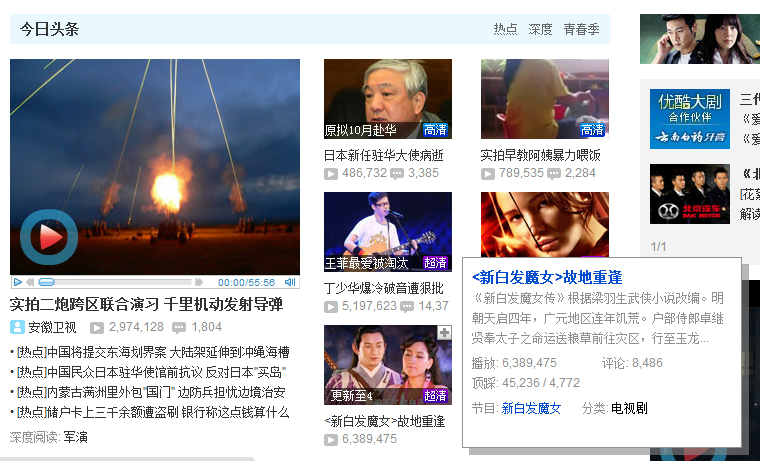 今日头条
热点 深度 青春季
00:00/55:56
实拍二炮跨区联合演习 千里机动发射导弹
安徽卫视 2,974,128 1,804
• [热点]中国将提交东海划界案 大陆架延伸到冲绳海槽
• [热点]中国民众日本驻华使馆前抗议 反对日本"买岛"
• [热点]内蒙古满洲里外包"国门" 边防兵担忧边境治安
• [热点]储户卡上三千余额遭盗刷 银行称这点钱算什么
深度阅读: 军演
原拟10月赴华 高清
日本新任驻华大使病逝
486,732 3,385
高清
实拍早教阿姨暴力喂饭
789,535 2,284
王菲最爱被淘汰 超清
丁少华爆冷破音遭狠批
5,197,623 14,37
更新至4 超清
<新白发魔女>故地重逢
6,389,475
<新白发魔女>故地重逢
《新白发魔女传》根据梁羽生武侠小说改编。明
朝天启四年，广元地区连年饥荒。户部侍郎卓继
贤奉太子之命运送粮草前往灾区，行至玉龙...
播放: 6,389,475 评论: 8,486
顶踩: 45,236 / 4,772
节目: 新白发魔女 分类: 电视剧
优酷大剧
合作伙伴
云南白药牙膏
三代
《爱
《爱
北京汽车
BAIC MOTORS
《北
[花絮
解读
1/1